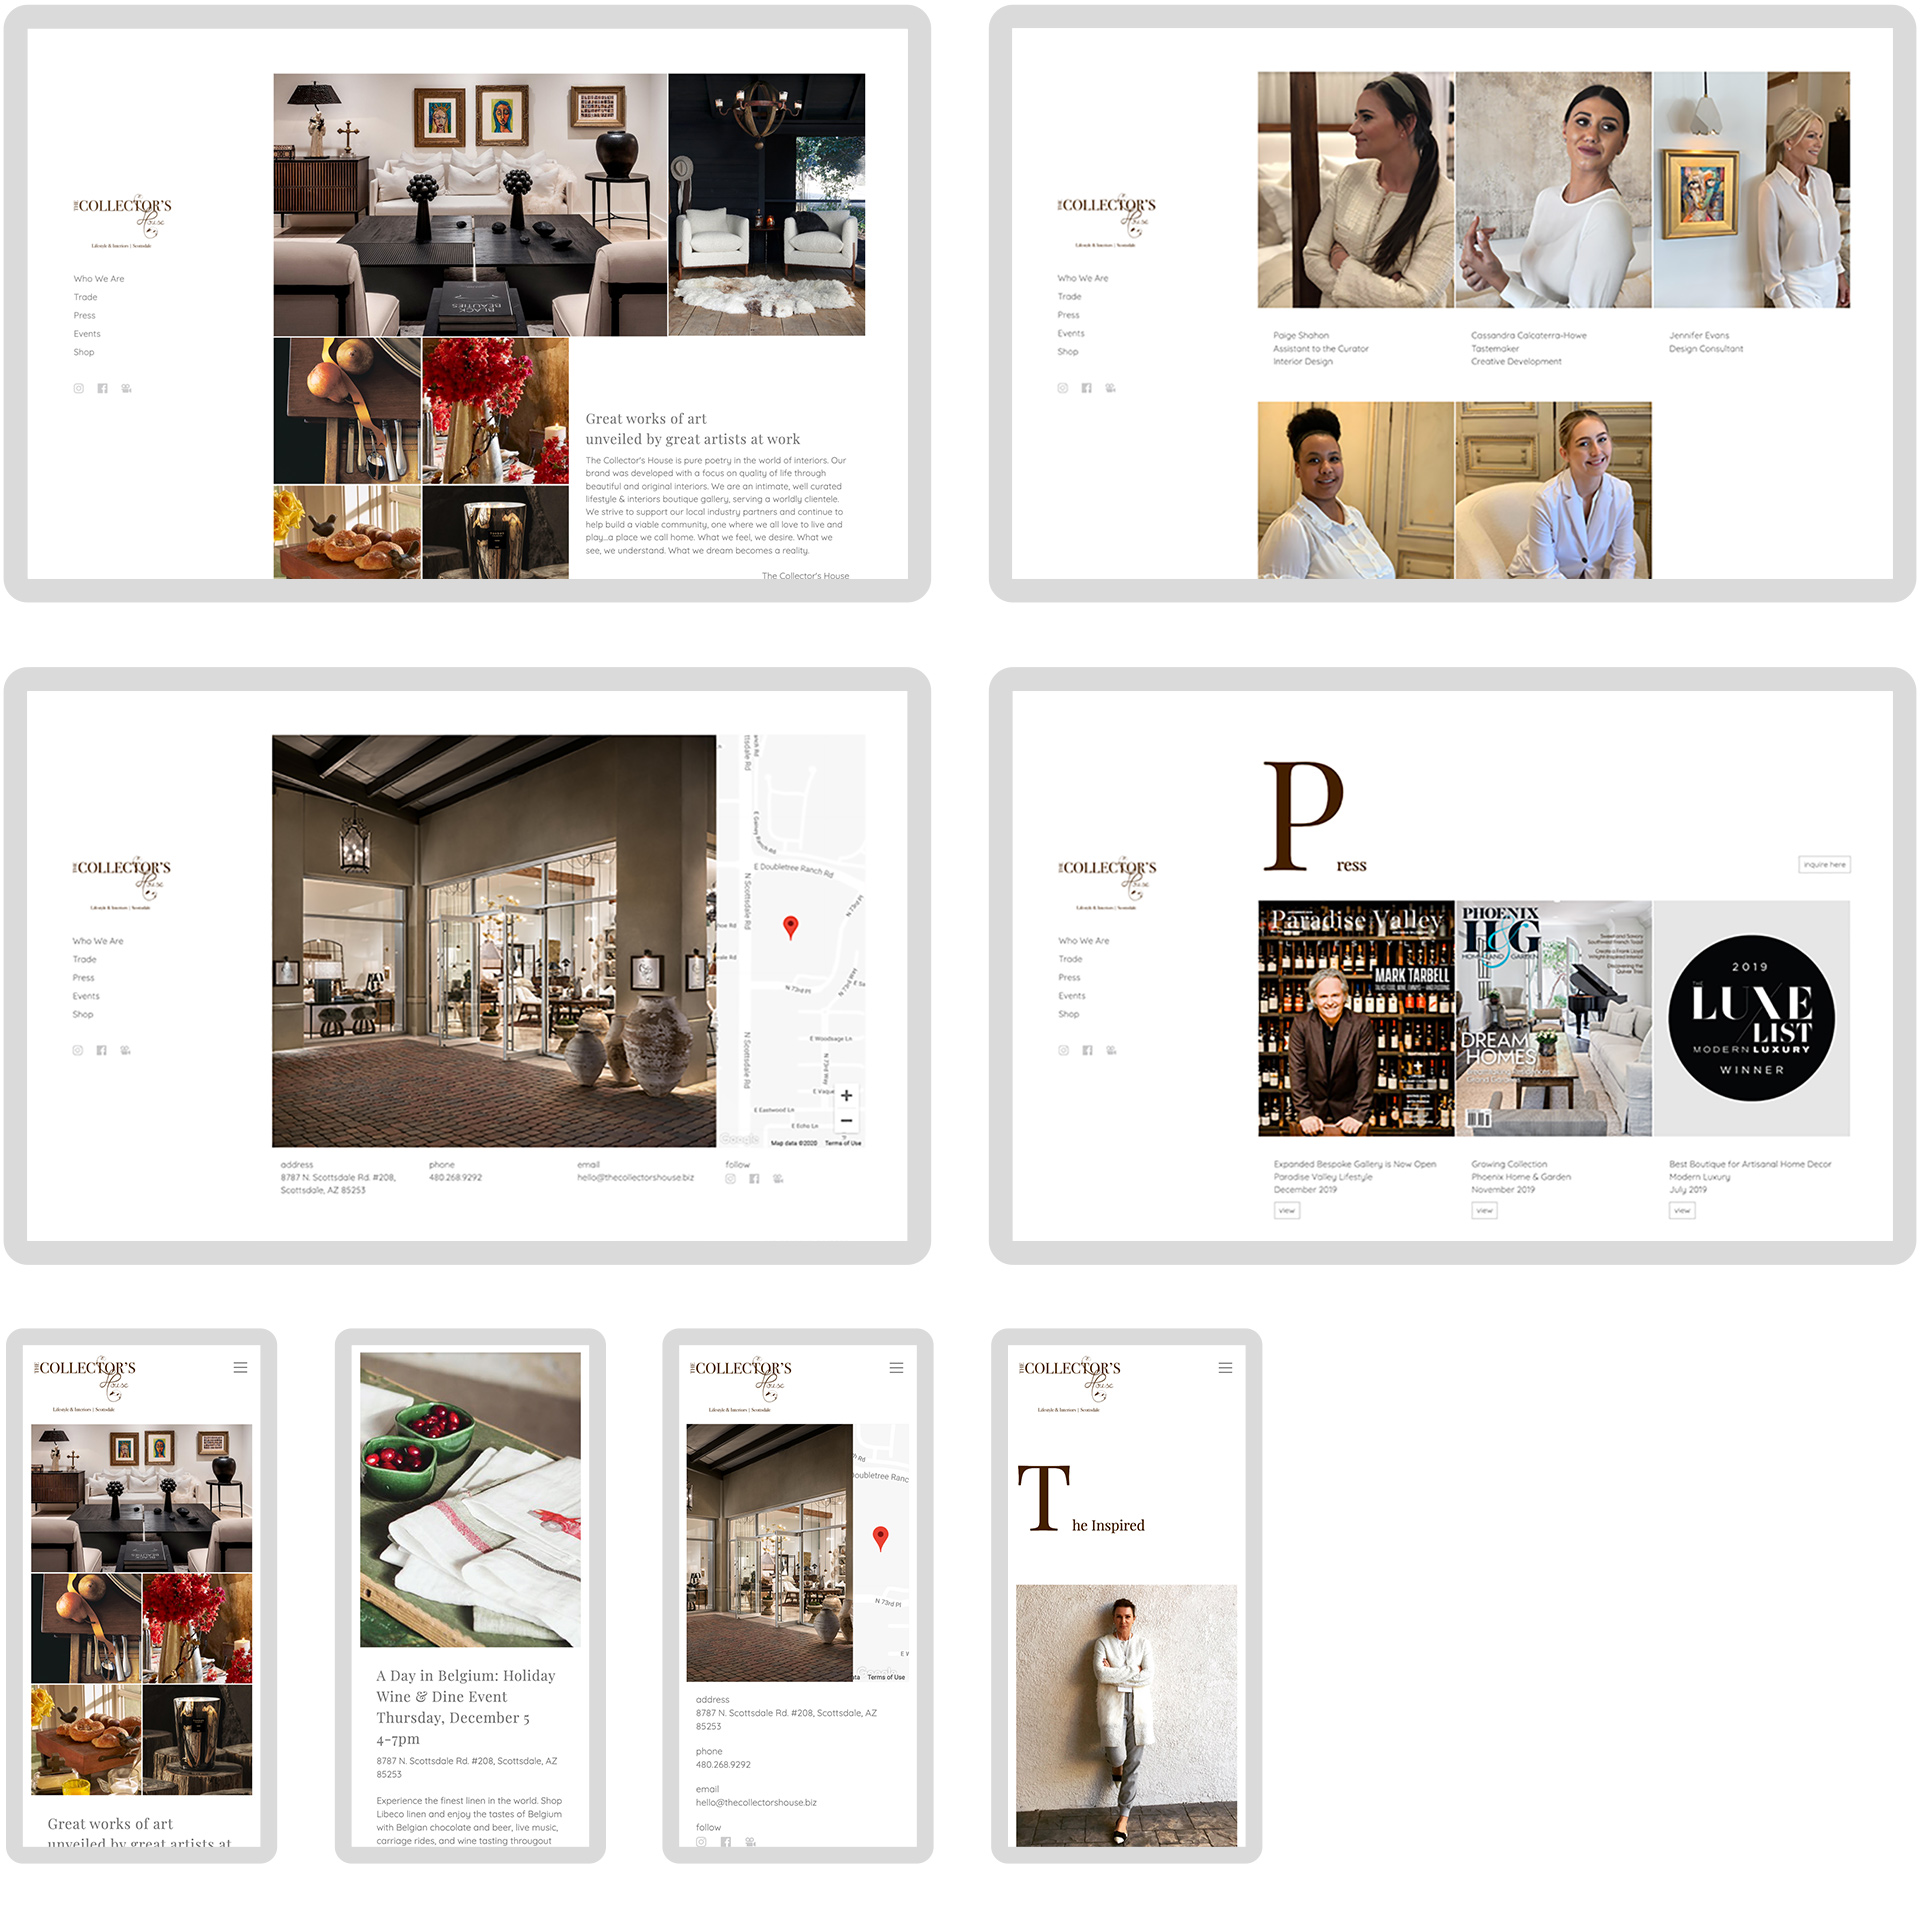 THE COLLECTOR'S
House
Lifestyle & Interiors | Scottsdale
Who We Are
Trade
Press
Events
Shop
BLACK
BEAUTIES
Great works of art
unveiled by great artists at work
The Collector's House is pure poetry in the world of interiors. Our
brand was developed with a focus on quality of life through
beautiful and original interiors. We are an intimate, well curated
lifestyle & interiors boutique gallery, serving a worldly clientele.
We strive to support our local industry partners and continue to
help build a viable community, one where we all love to live and
play...a place we call home. What we feel, we desire. What we
see, we understand. What we dream becomes a reality.
The Collector's House
THE COLLECTOR'S
House
Lifestyle & Interiors | Scottsdale
Who We Are
Trade
Press
Events
Shop
Paige Shahan
Assistant to the Curator
Interior Design
Cassandra Calcaterra-Howe
Tastemaker
Creative Development
Jennifer Evans
Design Consultant
THE COLLECTOR'S
House
Lifestyle & Interiors | Scottsdale
Who We Are
Trade
Press
Events
Shop
E Doubletree Ranch Rd
N Scottsdale Rd
N 73rd Pl
E Woodsage Ln
N 73rd Way
E Eastwood Ln
E Echo Ln
N Scottsdale Rd
Google
Map data ©2020
Terms of Use
address
8787 N. Scottsdale Rd. #208,
Scottsdale, AZ 85253
phone
480.268.9292
email
hello@thecollectorshouse.biz
follow
THE COLLECTOR'S
House
Lifestyle & Interiors | Scottsdale
Who We Are
Trade
Press
Events
Shop
Press
inquire here
Paradise Valley
MARK TARBELL
PHOENIX
H&G
HOME AND GARDEN
DREAM
HOMES
2019
THE
LUXE
LIST
MODERN LUXURY
WINNER
Expanded Bespoke Gallery is Now Open
Paradise Valley Lifestyle
December 2019
view
Growing Collection
Phoenix Home & Garden
November 2019
view
Best Boutique for Artisanal Home Decor
Modern Luxury
July 2019
view
THE COLLECTOR'S
House
Lifestyle & Interiors | Scottsdale
Great works of art
unveiled by great artists at
A Day in Belgium: Holiday
Wine & Dine Event
Thursday, December 5
4-7pm
8787 N. Scottsdale Rd. #208, Scottsdale, AZ
85253
Experience the finest linen in the world. Shop
Libeco linen and enjoy the tastes of Belgium
with Belgian chocolate and beer, live music,
carriage rides, and wine tasting througout
THE COLLECTOR'S
House
Lifestyle & Interiors | Scottsdale
oubletree Ranc
N 73rd Pl
Terms of Use
address
8787 N. Scottsdale Rd. #208, Scottsdale, AZ
85253
phone
480.268.9292
email
hello@thecollectorshouse.biz
follow
THE COLLECTOR'S
House
Lifestyle & Interiors | Scottsdale
The Inspired